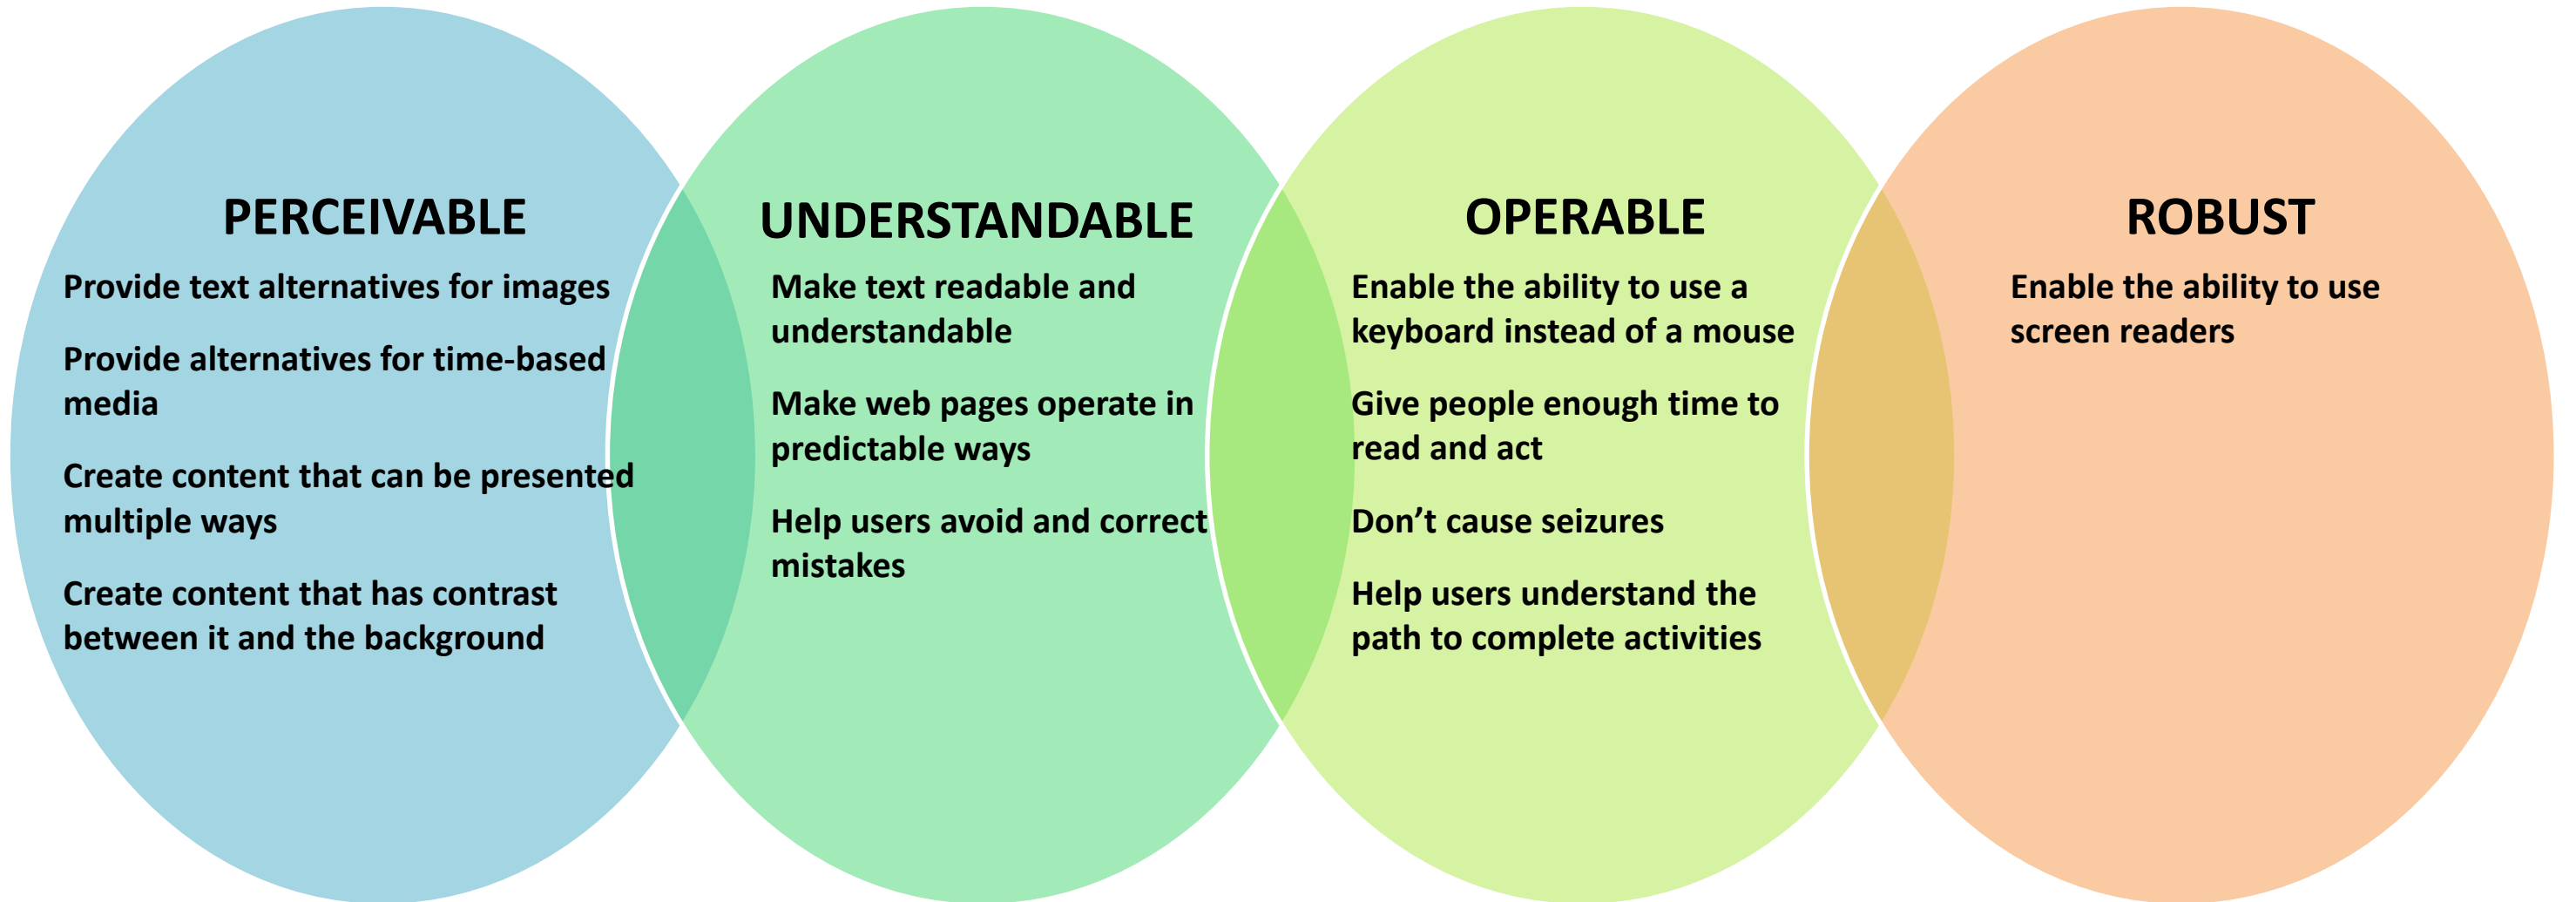 PERCEIVABLE
Provide text alternatives for images
Provide alternatives for time-based
media
Create content that can be presented
multiple ways
Create content that has contrast
between it and the background
UNDERSTANDABLE
Make text readable and
understandable
Make web pages operate in
predictable ways
Help users avoid and correct
mistakes
OPERABLE
Enable the ability to use a
keyboard instead of a mouse
Give people enough time to
read and act
Don’t cause seizures
Help users understand the
path to complete activities
ROBUST
Enable the ability to use
screen readers